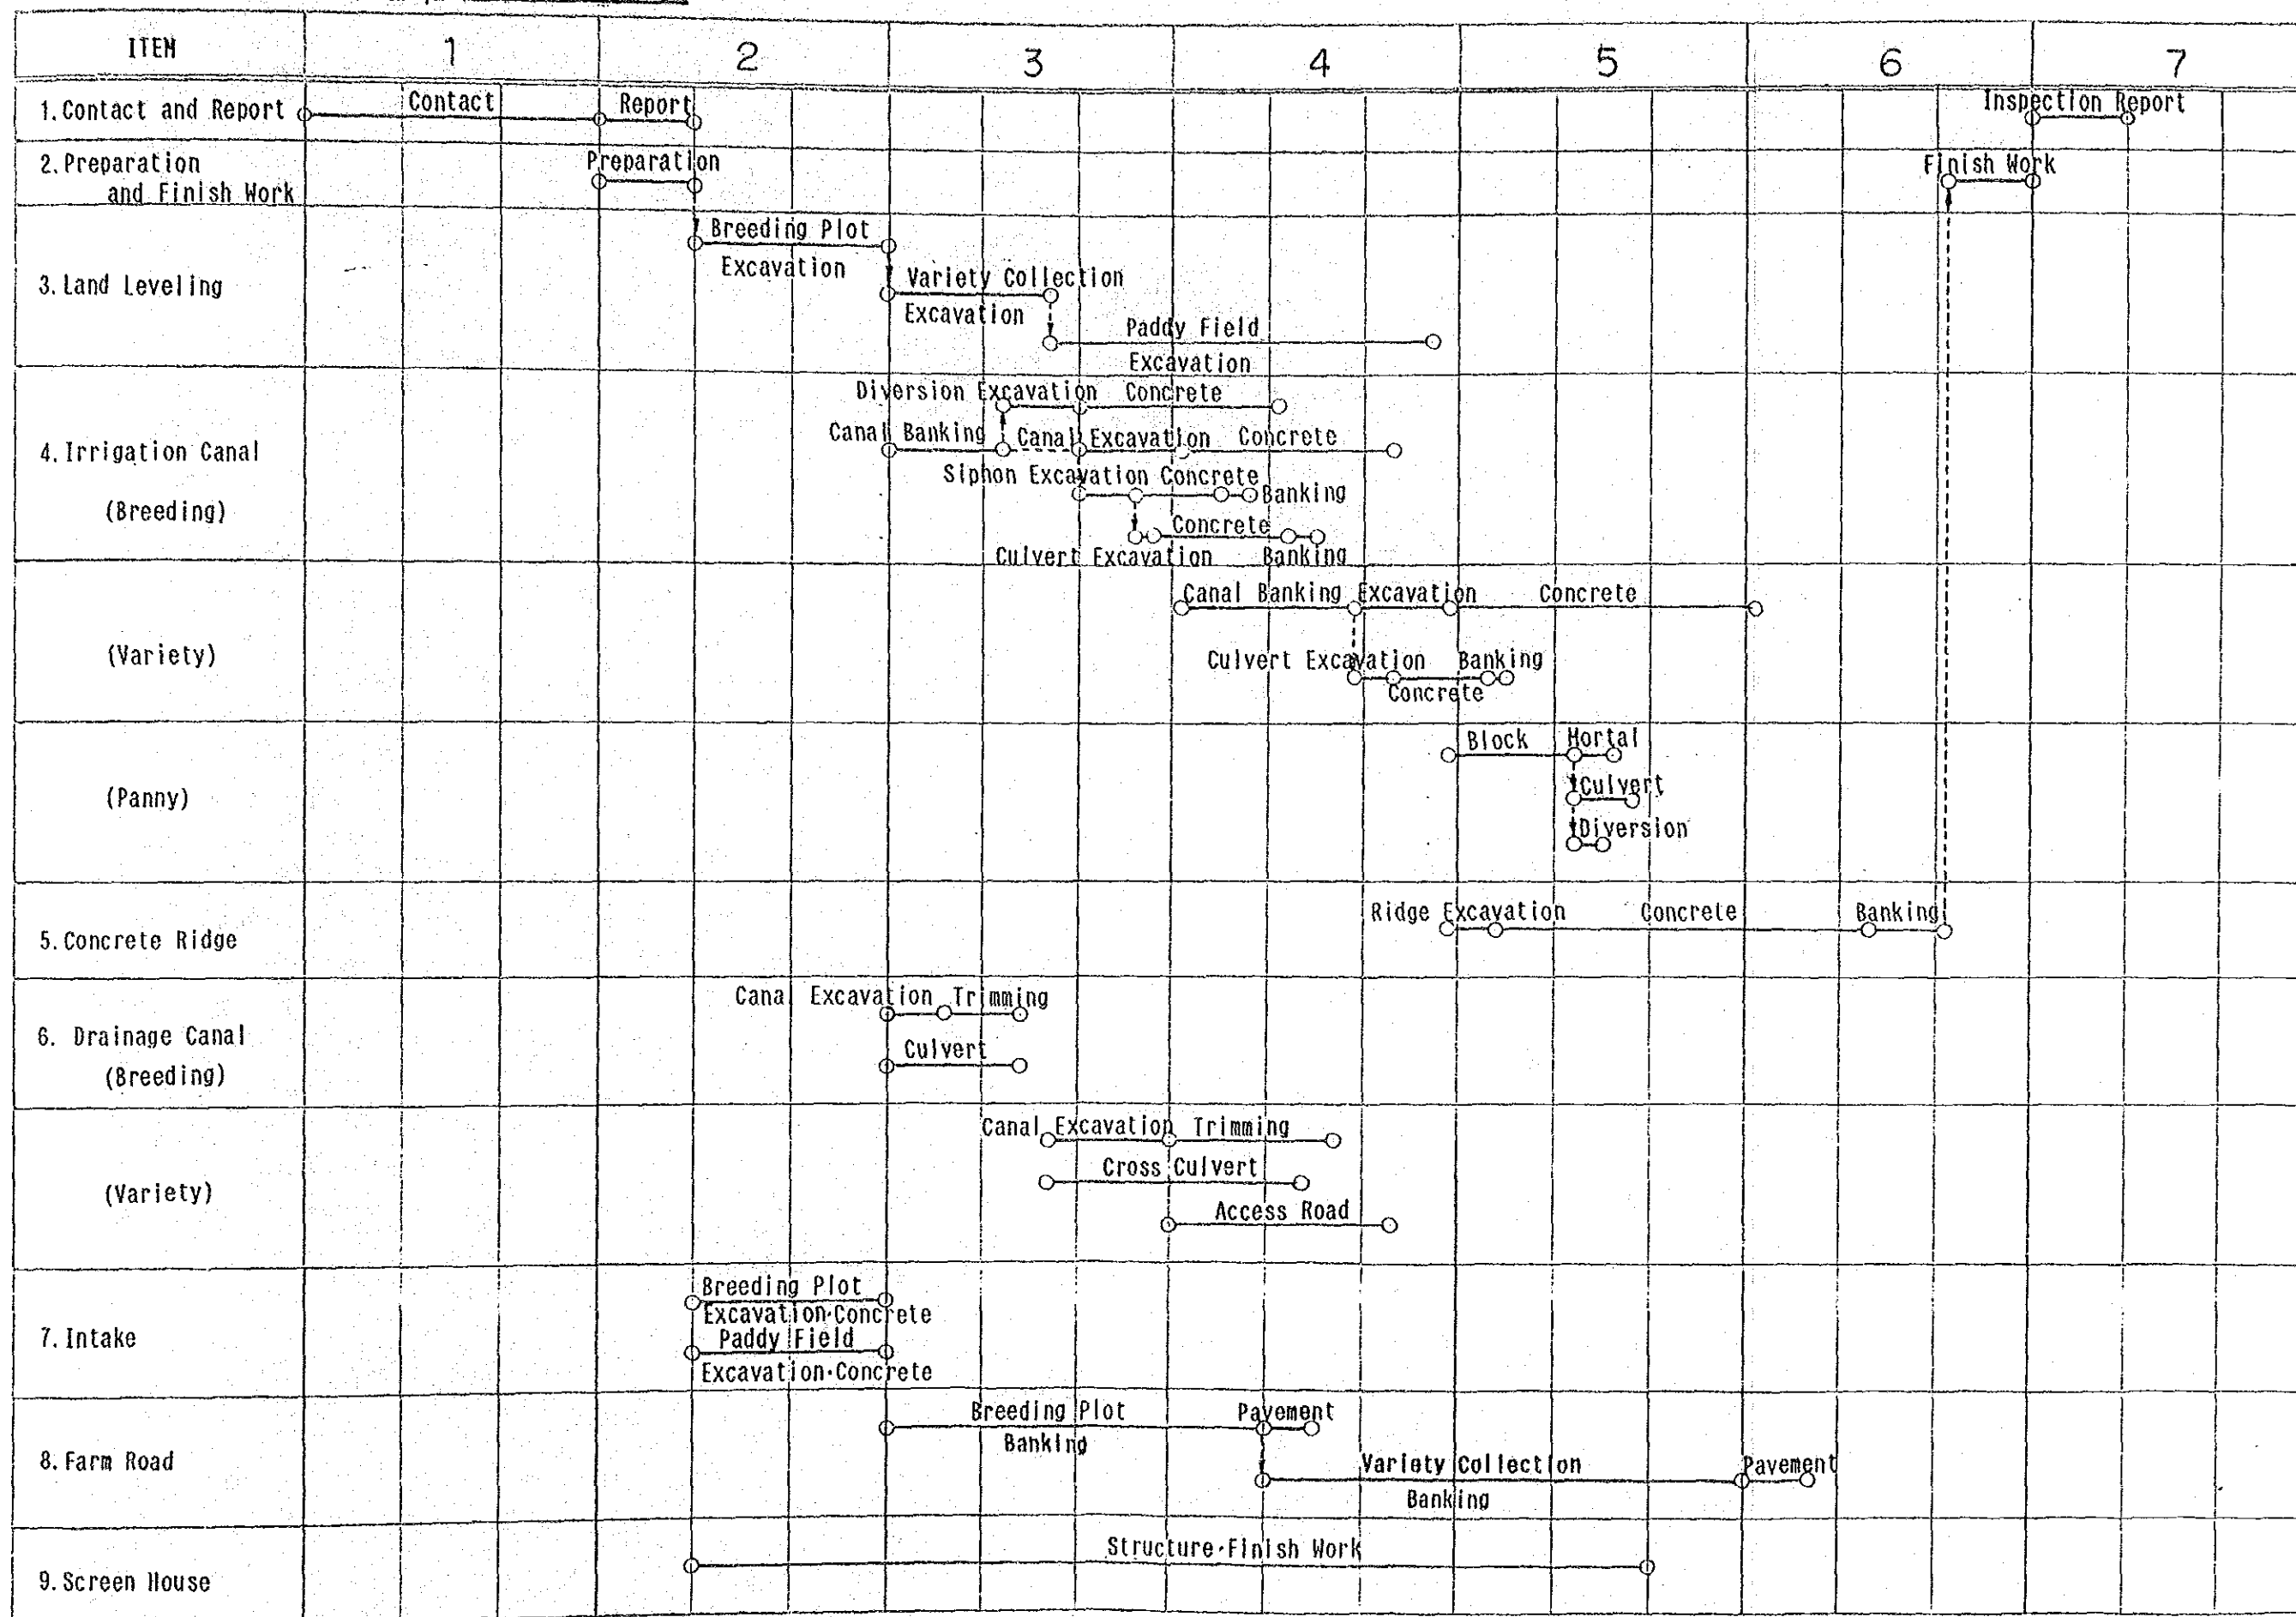 ITEM 1 2 3 4 5 6 7
1. Contact and Report Contact Report Inspection Report
2. Preparation Preparation Finish Work
and Finish Work
3. Land Leveling
Breeding Plot
Excavation
Variety Collection
Excavation
Paddy Field
Excavation
4. Irrigation Canal
(Breeding)
Diversion Excavation Concrete
Canal Banking Canal Excavation Concrete
Siphon Excavation Concrete
Banking
Concrete
Culvert Excavation Banking
(Variety)
Canal Banking Excavation Concrete
Culvert Excavation Banking
Concrete
(Panny)
Block Mortal
Culvert
Diversion
5. Concrete Ridge
Ridge Excavation Concrete Banking
6. Drainage Canal
(Breeding)
Canal Excavation Trimming
Culvert
(Variety)
Canal Excavation Trimming
Cross Culvert
Access Road
7. Intake
Breeding Plot
Excavation·Concrete
Paddy Field
Excavation·Concrete
8. Farm Road
Breeding Plot Pavement
Banking
Variety Collection Pavement
Banking
9. Screen House
Structure·Finish Work